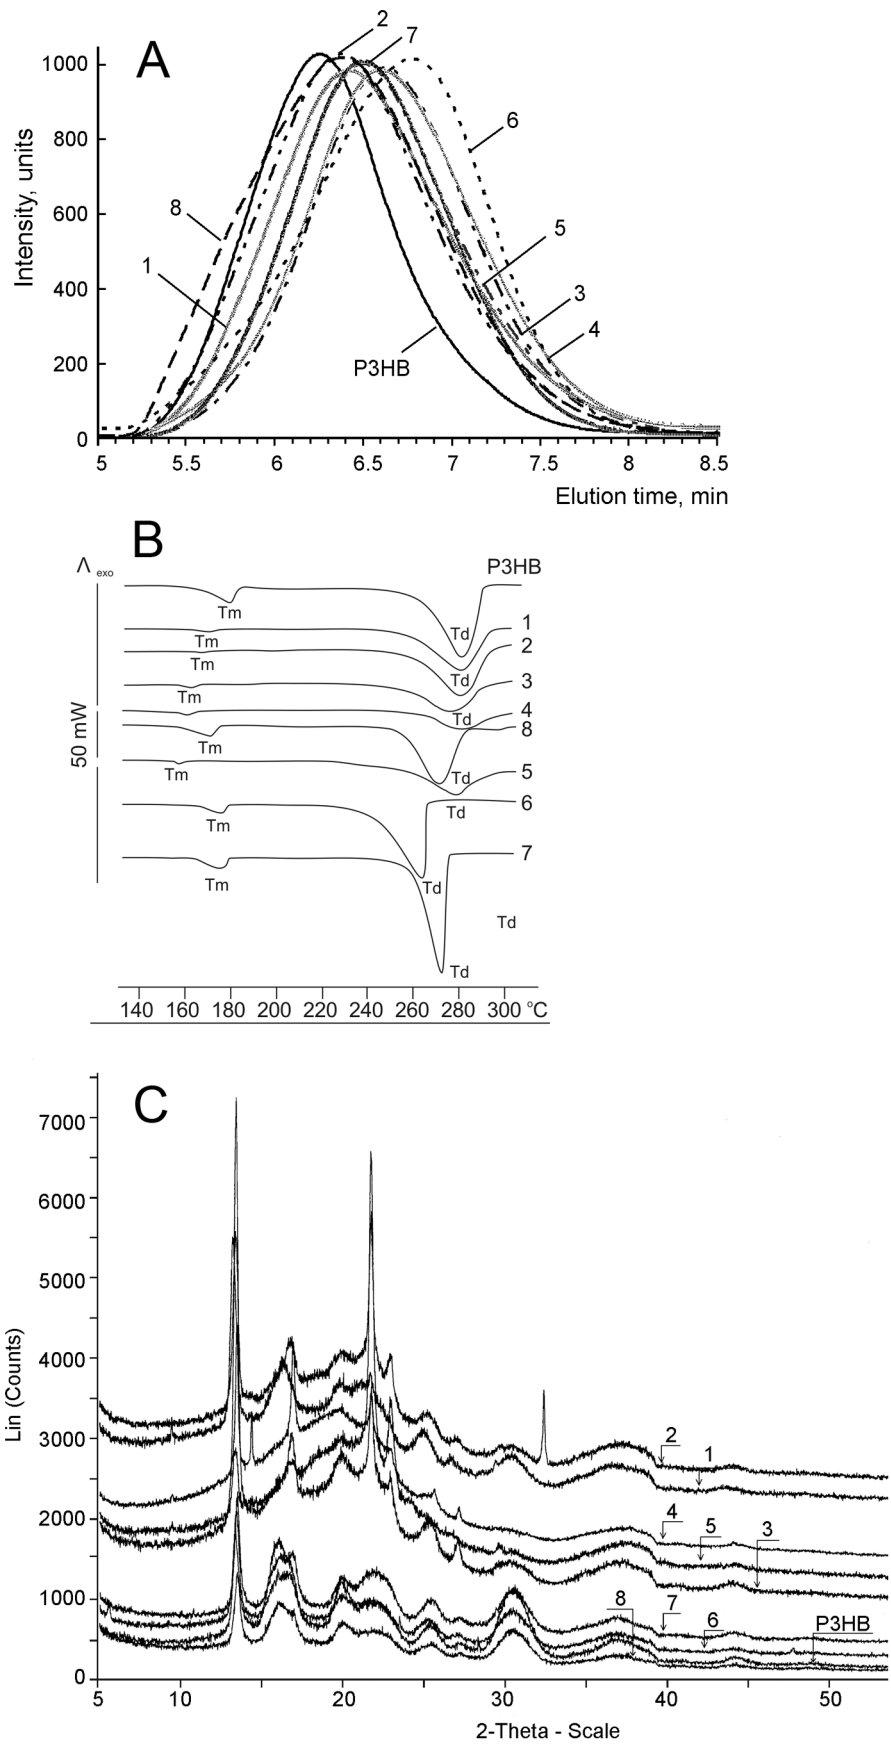 A
2
7
6
1000
800
600
400
200
0
Intensity, units
8
1
5
3
4
P3HB
5 5.5 6 6.5 7 7.5 8 8.5
Elution time, min
B
Λ exo
P3HB
Tm
Td
1
Tm
2
Tm
Td
3
Tm
Td
4
8
Tm
Td
5
Tm
Td
6
Tm
Td
7
Tm
Td
Td
50 mW
140 160 180 200 220 240 260 280 300 °C
C
7000
6000
5000
4000
3000
2000
1000
0
Lin (Counts)
2
1
4
5
3
8
7
6
P3HB
5 10 20 30 40 50
2-Theta - Scale